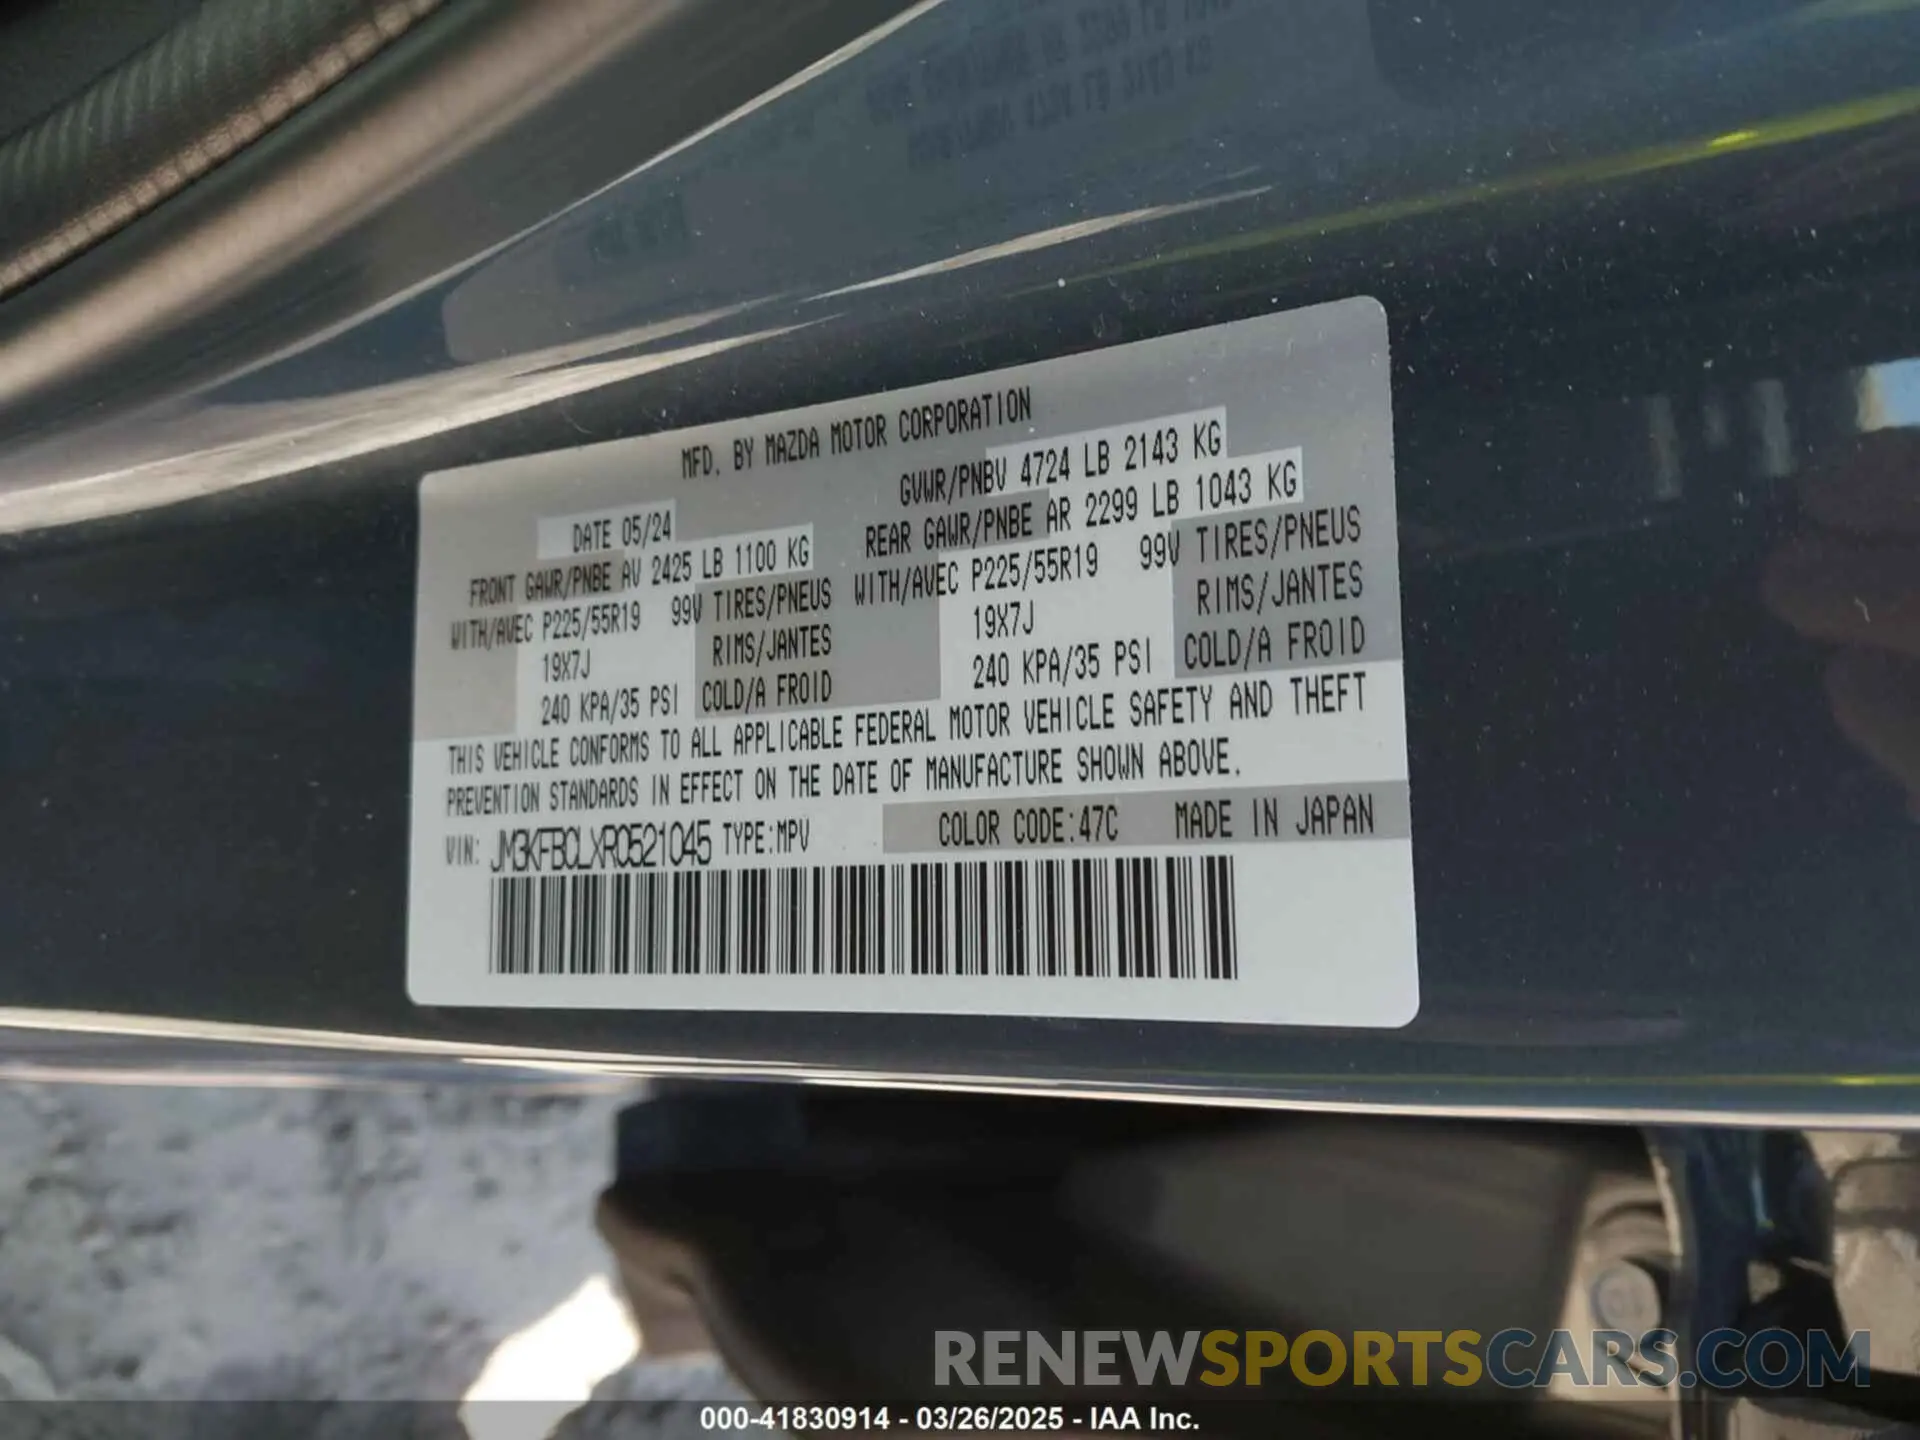 MFD. BY MAZDA MOTOR CORPORATION
DATE 05/24
GVWR/PNBV 4724 LB 2143 KG
FRONT GAWR/PNBE AV 2425 LB 1100 KG
REAR GAWR/PNBE AR 2299 LB 1043 KG
WITH/AVEC P225/55R19 99V TIRES/PNEUS
WITH/AVEC P225/55R19 99V TIRES/PNEUS
19X7J RIMS/JANTES
19X7J RIMS/JANTES
240 KPA/35 PSI COLD/A FROID
240 KPA/35 PSI COLD/A FROID
THIS VEHICLE CONFORMS TO ALL APPLICABLE FEDERAL MOTOR VEHICLE SAFETY AND THEFT
PREVENTION STANDARDS IN EFFECT ON THE DATE OF MANUFACTURE SHOWN ABOVE.
VIN: JM3KFBCLXR0521045 TYPE:MPV COLOR CODE:47C MADE IN JAPAN
RENEWSPORTSCARS.COM
000-41830914 - 03/26/2025 - IAA Inc.